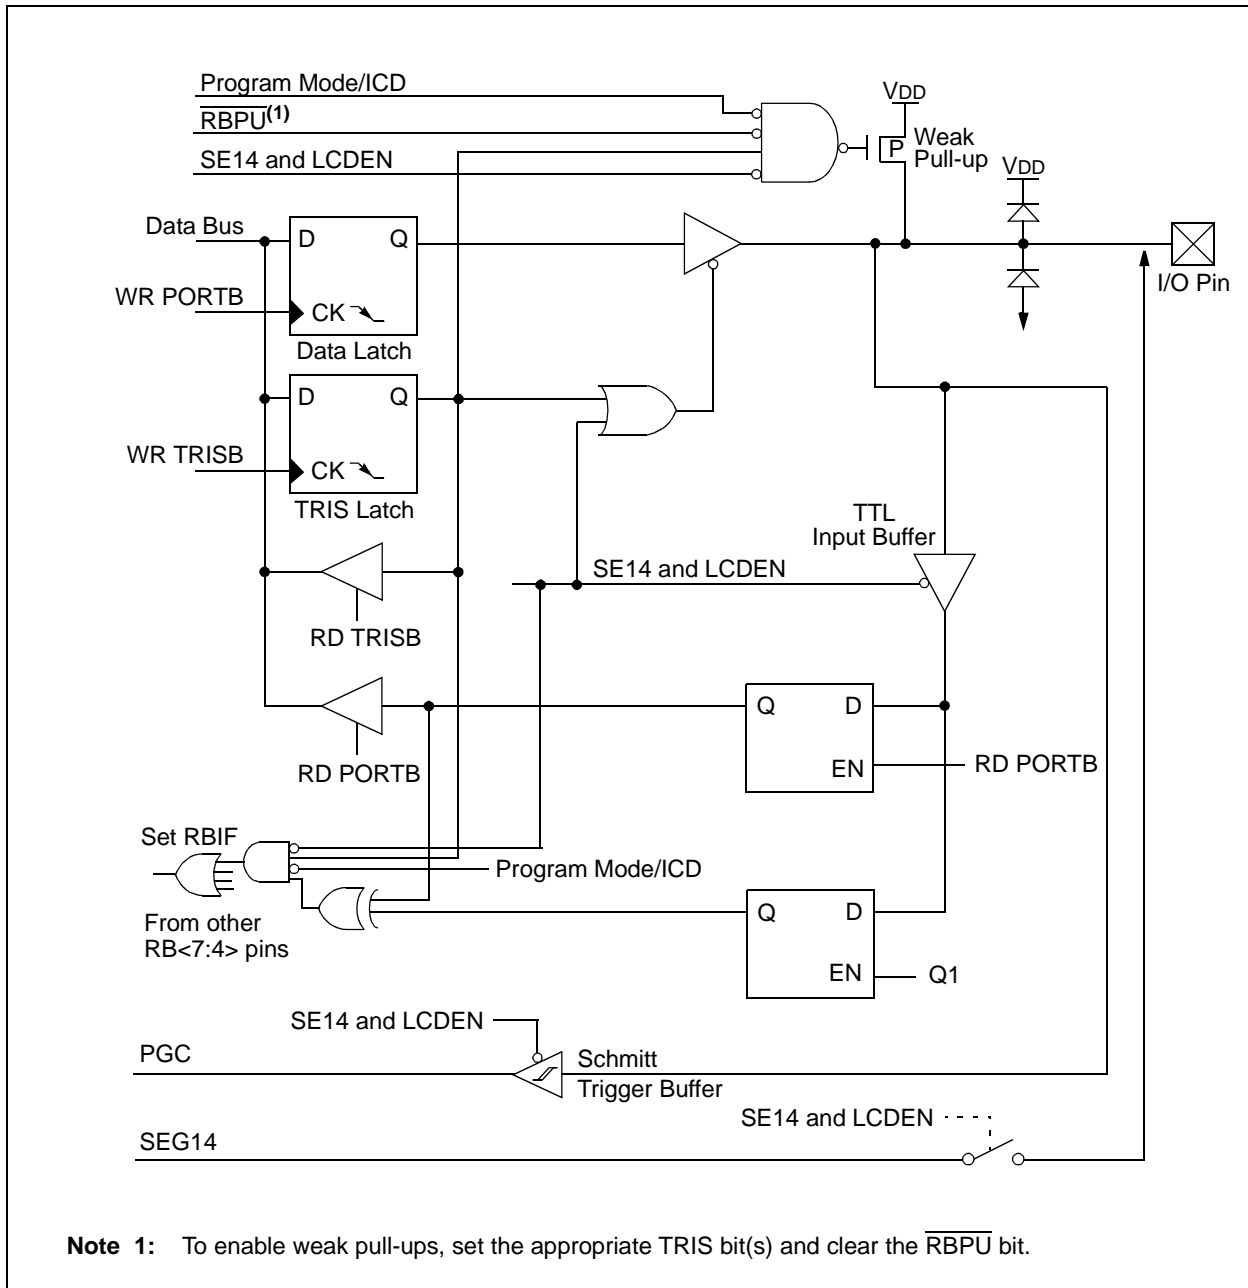 Program Mode/ICD
RBPU(1)
SE14 and LCDEN
VDD
P
Weak
Pull-up
VDD
Data Bus
D
Q
I/O Pin
WR PORTB
CK
Data Latch
D
Q
WR TRISB
CK
TRIS Latch
TTL
Input Buffer
SE14 and LCDEN
RD TRISB
Q
D
EN
RD PORTB
RD PORTB
Set RBIF
Program Mode/ICD
From other
RB<7:4> pins
Q
D
EN
Q1
SE14 and LCDEN
PGC
Schmitt
Trigger Buffer
SE14 and LCDEN
SEG14
Note 1: To enable weak pull-ups, set the appropriate TRIS bit(s) and clear the RBPU bit.